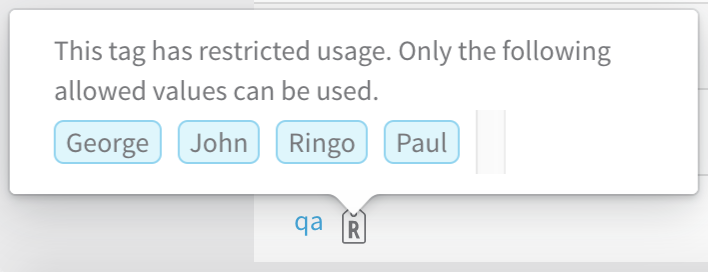 This tag has restricted usage. Only the following
allowed values can be used.
George John Ringo Paul
qa R